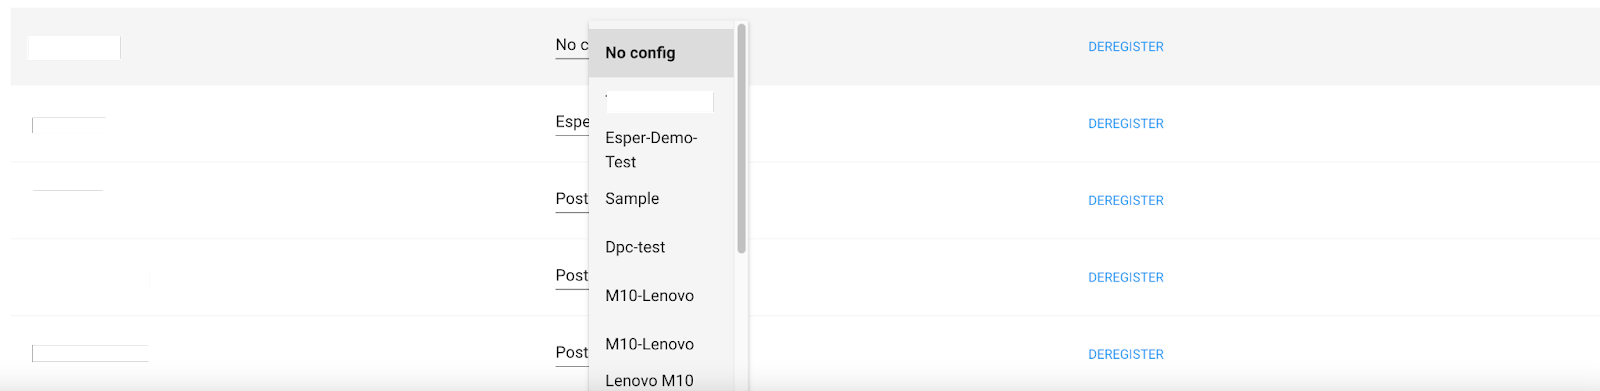 No c
DEREGISTER
No config
Esper-Demo-
Test
Sample
Dpc-test
M10-Lenovo
M10-Lenovo
Lenovo M10
Espe
DEREGISTER
Post
DEREGISTER
Post
DEREGISTER
Post
DEREGISTER